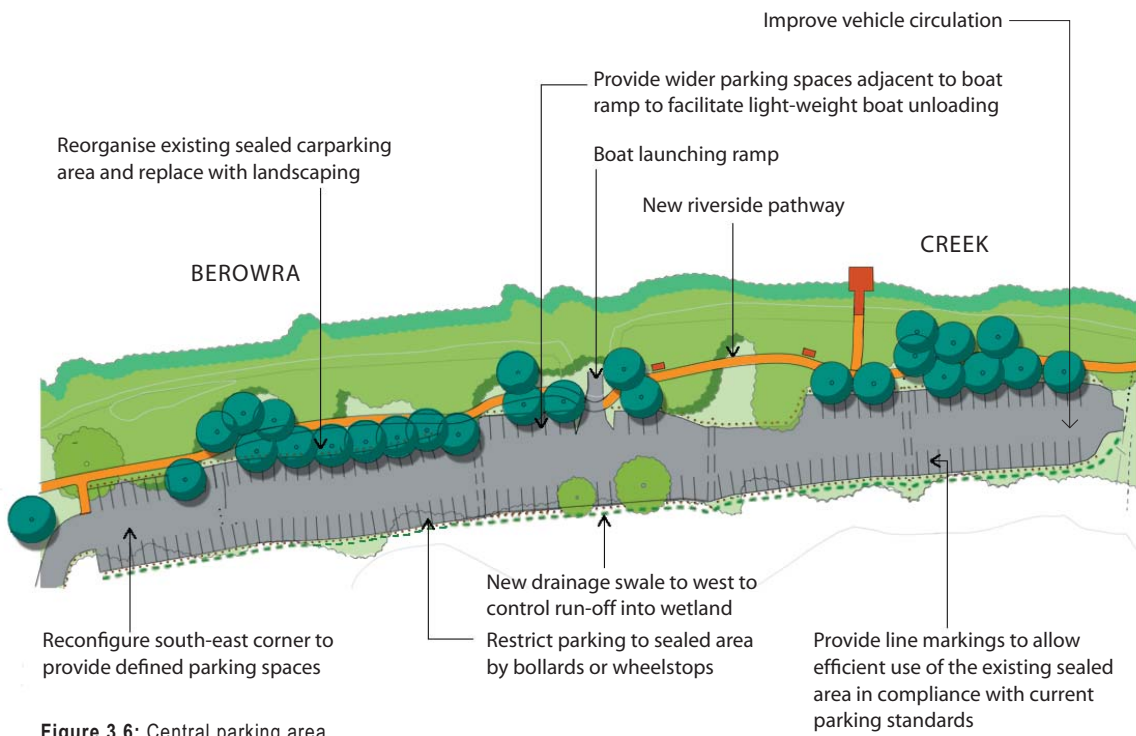 Improve vehicle circulation
Provide wider parking spaces adjacent to boat
ramp to facilitate light-weight boat unloading
Reorganise existing sealed carparking
area and replace with landscaping
Boat launching ramp
New riverside pathway
BEROWRA
CREEK
New drainage swale to west to
control run-off into wetland
Reconfigure south-east corner to
provide defined parking spaces
Restrict parking to sealed area
by bollards or wheelstops
Provide line markings to allow
efficient use of the existing sealed
area in compliance with current
parking standards
Figure 3.6: Central parking area